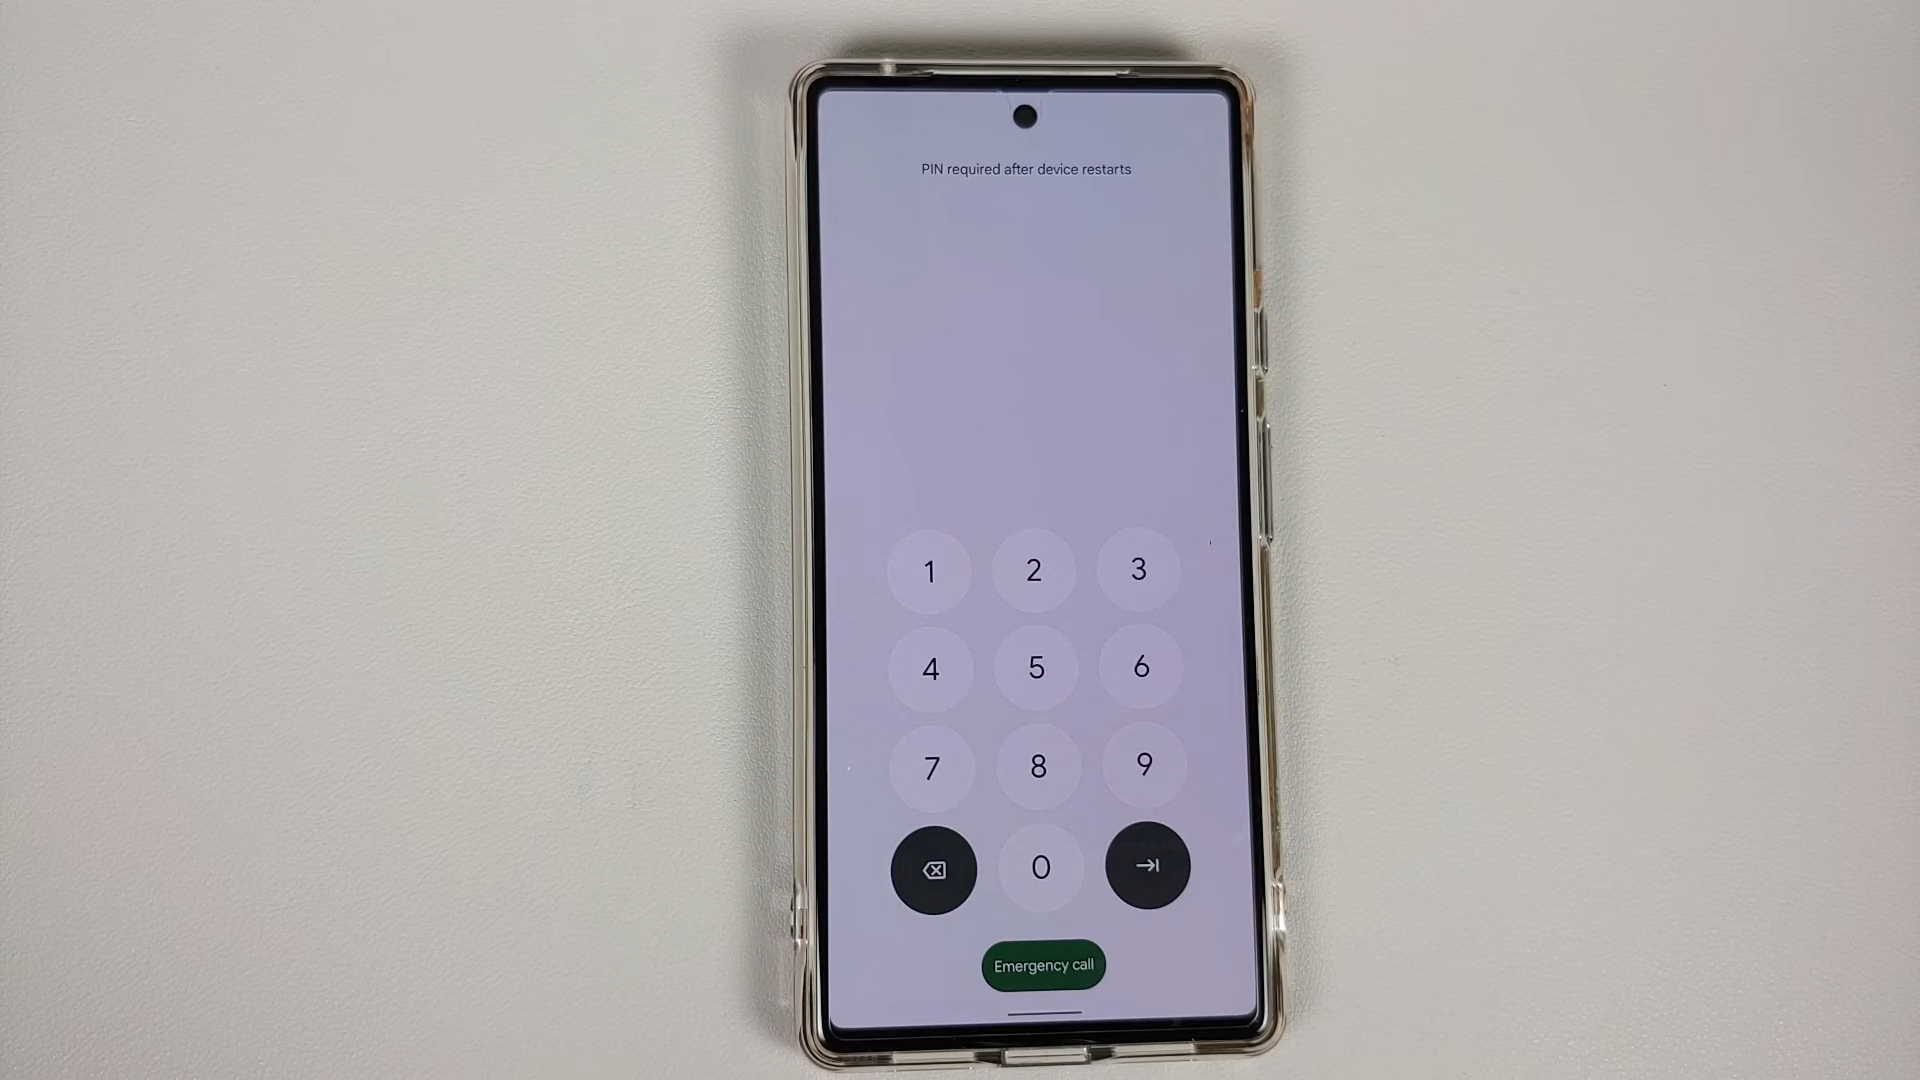 PIN required after device restarts
1 2 3
4 5 6
7 8 9
0
Emergency call